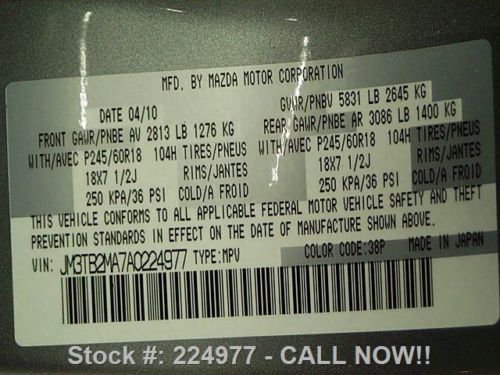 MFD. BY MAZDA MOTOR CORPORATION
DATE 04/10 GVWR/PNBV 5831 LB 2645 KG
FRONT GAWR/PNBE AV 2813 LB 1276 KG REAR GAWR/PNBE AR 3086 LB 1400 KG
WITH/AVEC P245/60R18 104H TIRES/PNEUS WITH/AVEC P245/60R18 104H TIRES/PNEUS
18X7 1/2J RIMS/JANTES 18X7 1/2J RIMS/JANTES
250 KPA/36 PSI COLD/A FROID 250 KPA/36 PSI COLD/A FROID
THIS VEHICLE CONFORMS TO ALL APPLICABLE FEDERAL MOTOR VEHICLE SAFETY AND THEFT
PREVENTION STANDARDS IN EFFECT ON THE DATE OF MANUFACTURE SHOWN ABOVE.
VIN: JM3TB2MA7A0224977 TYPE:MPV COLOR CODE:38P MADE IN JAPAN
Stock #: 224977 - CALL NOW!!